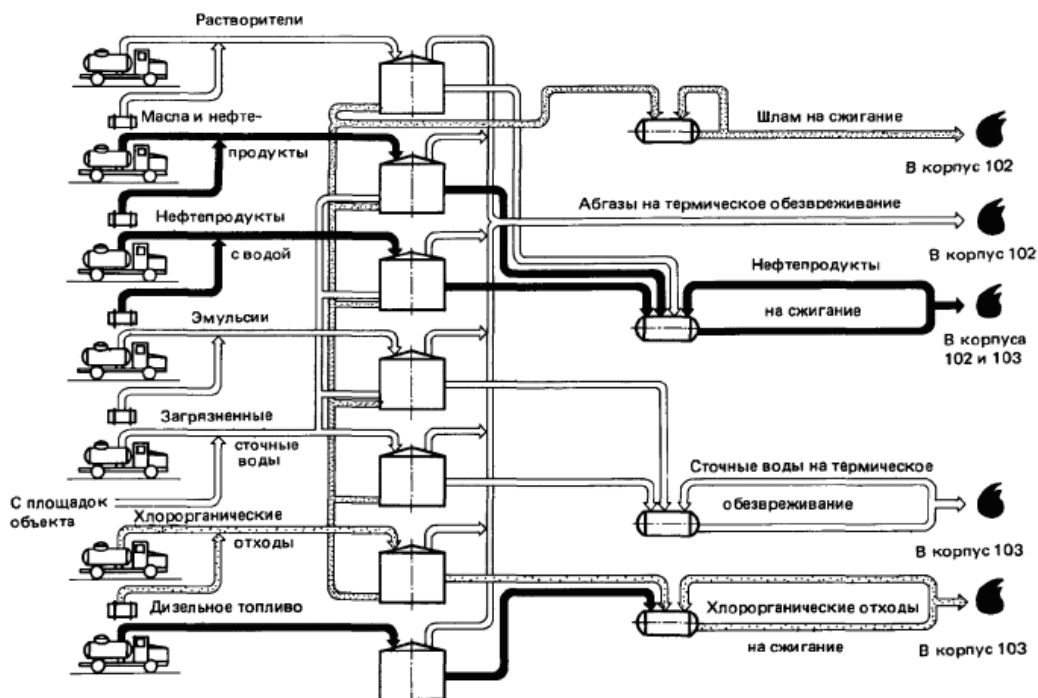 Растворители
Масла и нефте-
продукты
Нефтепродукты
с водой
Эмульсии
Загрязненные
сточные
воды
С площадок
объекта
Хлорорганические
отходы
Дизельное топливо
Шлам на сжигание
В корпус 102
Абгазы на термическое обезвреживание
В корпус 102
Нефтепродукты
на сжигание
В корпуса
102 и 103
Сточные воды на термическое
обезвреживание
В корпус 103
Хлорорганические отходы
на сжигание
В корпус 103